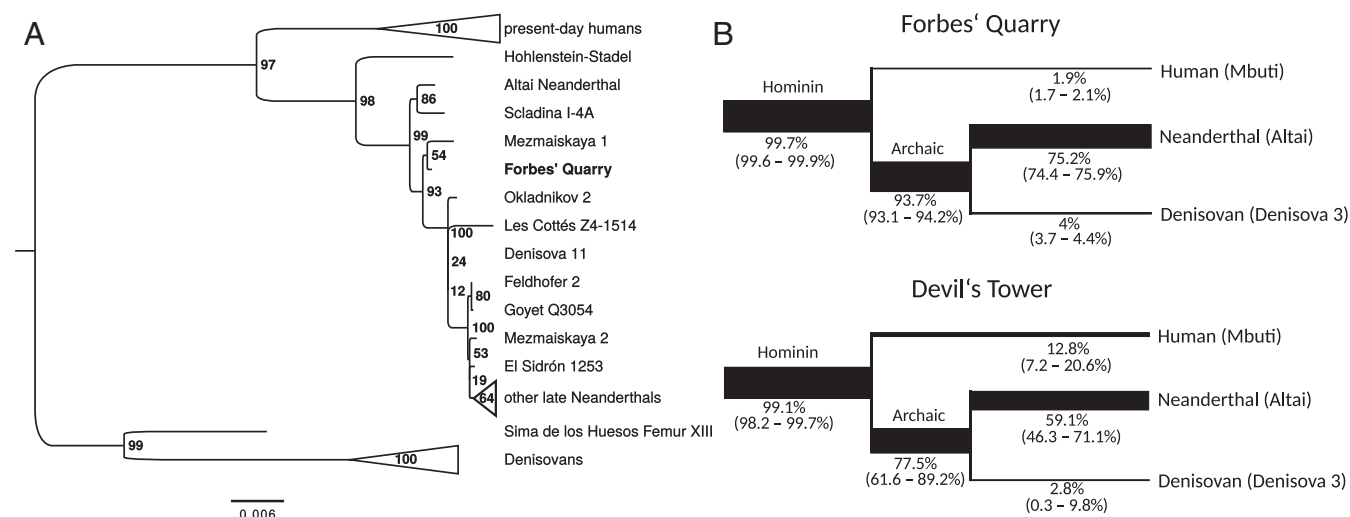 A
100
present-day humans
97
Hohlenstein-Stadel
98
Altai Neanderthal
86
Scladina I-4A
99
Mezmaiskaya 1
54
Forbes' Quarry
93
Okladnikov 2
Les Cottés Z4-1514
100
Denisova 11
24
Feldhofer 2
12
80
Goyet Q3054
100
Mezmaiskaya 2
53
El Sidrón 1253
19
64
other late Neanderthals
Sima de los Huesos Femur XIII
99
Denisovans
100
0.006
B
Forbes‘ Quarry
Human (Mbuti)
1.9%
(1.7 – 2.1%)
Hominin
99.7%
(99.6 – 99.9%)
Neanderthal (Altai)
Archaic
75.2%
(74.4 – 75.9%)
93.7%
(93.1 – 94.2%)
Denisovan (Denisova 3)
4%
(3.7 – 4.4%)
Devil‘s Tower
Human (Mbuti)
12.8%
(7.2 – 20.6%)
Hominin
99.1%
(98.2 – 99.7%)
Neanderthal (Altai)
Archaic
59.1%
(46.3 – 71.1%)
77.5%
(61.6 – 89.2%)
Denisovan (Denisova 3)
2.8%
(0.3 – 9.8%)